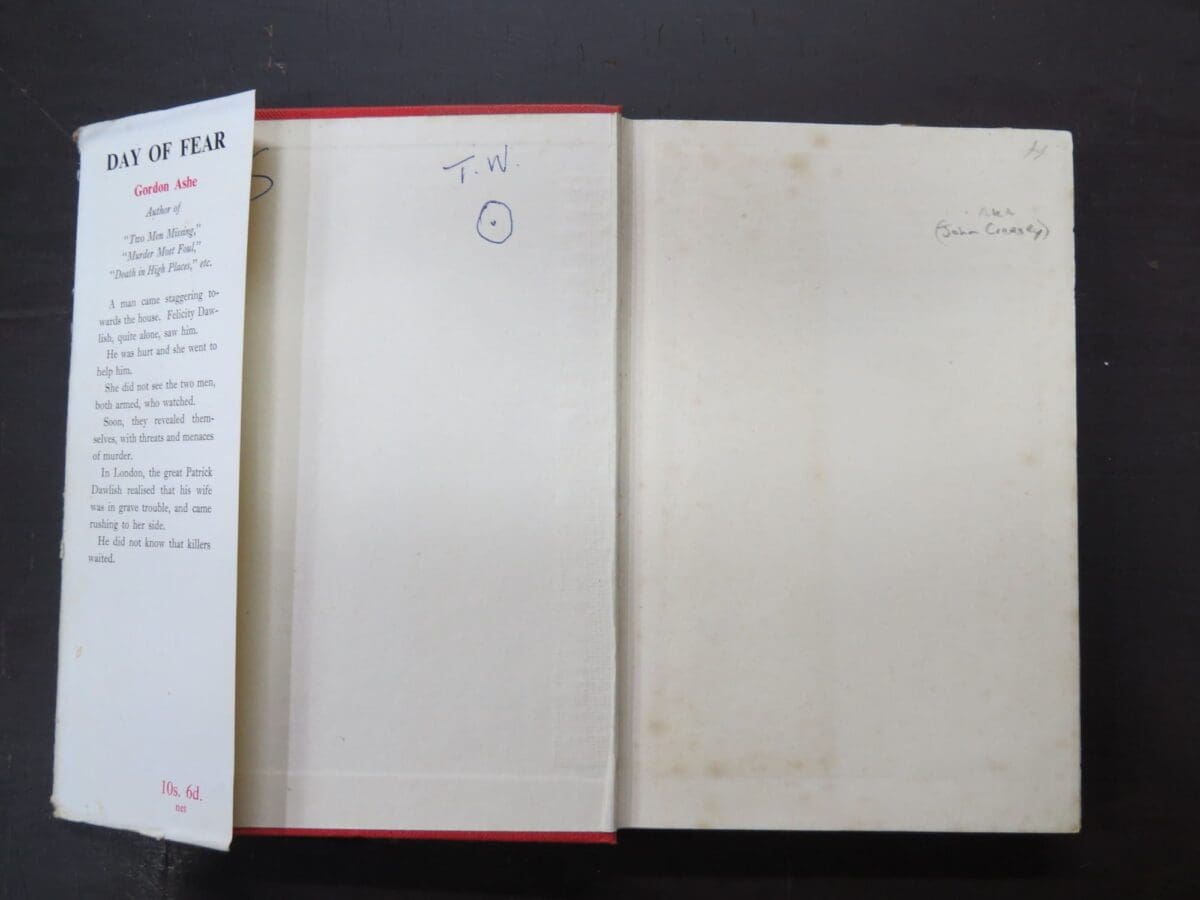 DAY OF FEAR
Gordon Ashe
Author of
"Two Men Missing,"
"Murder Most Foul,"
"Death in High Places," etc.
A man came staggering to-
wards the house. Felicity Daw-
lish, quite alone, saw him.
He was hurt and she went to
help him.
She did not see the two men,
both armed, who watched.
Soon, they revealed them-
selves, with threats and menaces
of murder.
In London, the great Patrick
Dawlish realised that his wife
was in grave trouble, and came
rushing to her side.
He did not know that killers
waited.
10s. 6d.
net
T. W.
(John Creasey)